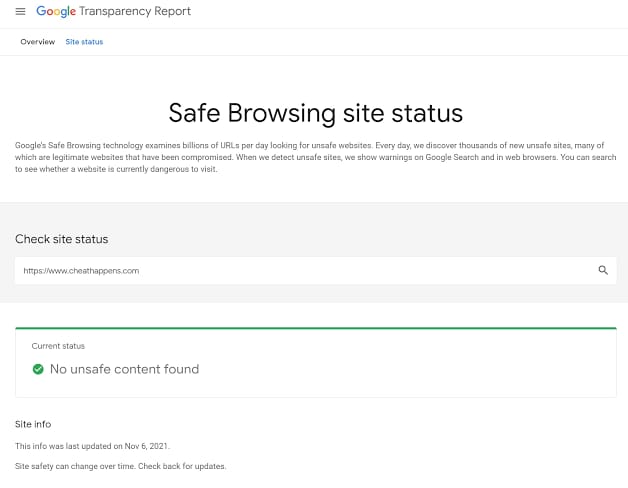 Google Transparency Report
Overview Site status
Safe Browsing site status
Google's Safe Browsing technology examines billions of URLs per day looking for unsafe websites. Every day, we discover thousands of new unsafe sites, many of
which are legitimate websites that have been compromised. When we detect unsafe sites, we show warnings on Google Search and in web browsers. You can search
to see whether a website is currently dangerous to visit.
Check site status
https://www.cheathappens.com
Current status
No unsafe content found
Site info
This info was last updated on Nov 6, 2021.
Site safety can change over time. Check back for updates.